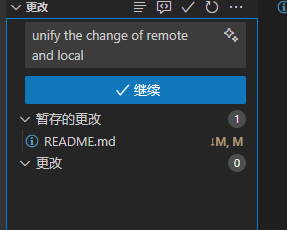 更改
unify the change of remote
and local
继续
暂存的更改 1
README.md ↓M, M
更改 0